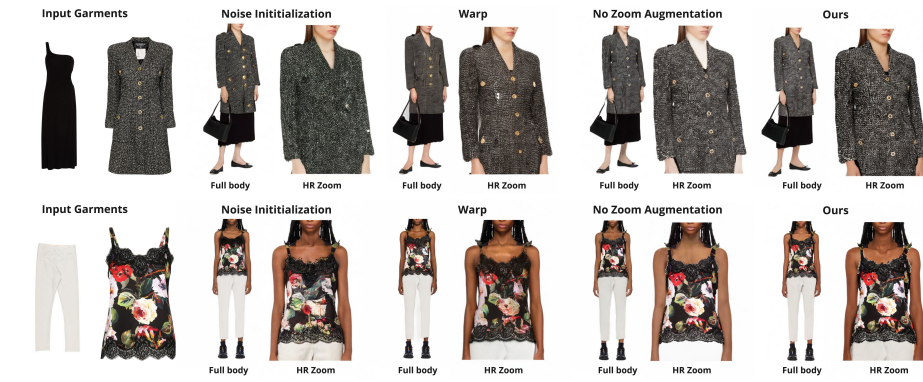 Input Garments
Noise Inititialization
Warp
No Zoom Augmentation
Ours
Full body
HR Zoom
Full body
HR Zoom
Full body
HR Zoom
Full body
HR Zoom
Input Garments
Noise Inititialization
Warp
No Zoom Augmentation
Ours
Full body
HR Zoom
Full body
HR Zoom
Full body
HR Zoom
Full body
HR Zoom